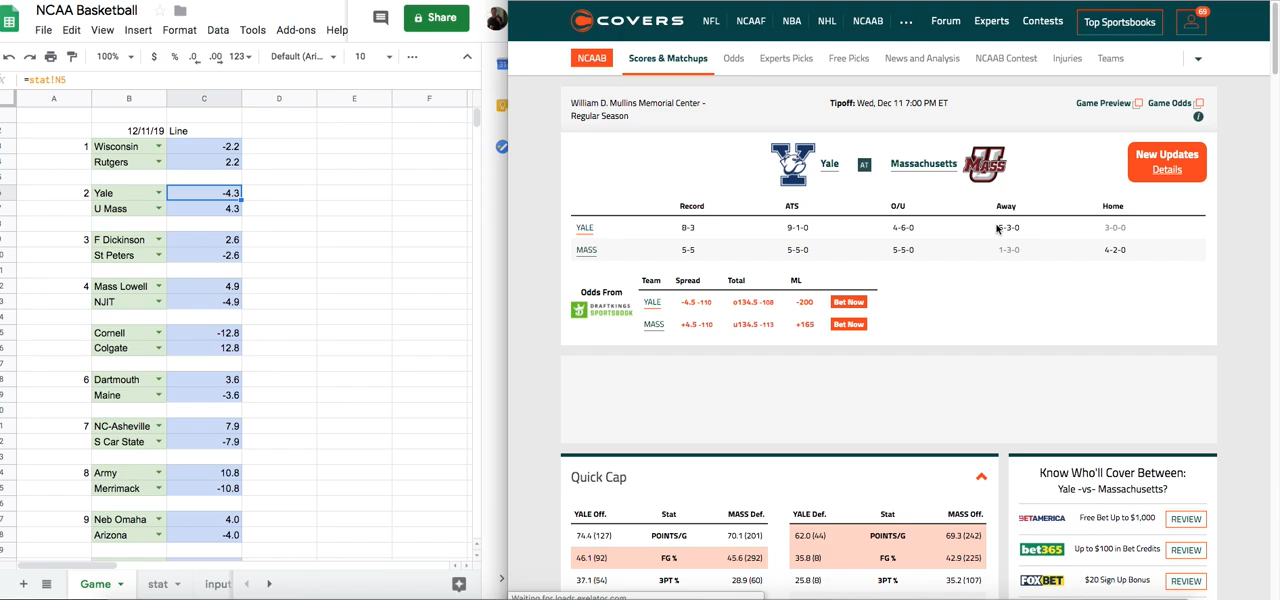 NCAA Basketball
File Edit View Insert Format Data Tools Add-ons Help
Share
100% $ % .0 .00 123 Default (Ari... 10
=stat!N5
A B C D E F
12/11/19 Line
1 Wisconsin -2.2
Rutgers 2.2
2 Yale -4.3
U Mass 4.3
3 F Dickinson 2.6
St Peters -2.6
4 Mass Lowell 4.9
NJIT -4.9
Cornell -12.8
Colgate 12.8
6 Dartmouth 3.6
Maine -3.6
7 NC-Asheville 7.9
S Car State -7.9
8 Army 10.8
Merrimack -10.8
9 Neb Omaha 4.0
Arizona -4.0
Game stat input
COVERS NFL NCAAF NBA NHL NCAAB ... Forum Experts Contests Top Sportsbooks 69
NCAAB Scores & Matchups Odds Experts Picks Free Picks News and Analysis NCAAB Contest Injuries Teams
William D. Mullins Memorial Center -
Regular Season
Tipoff: Wed, Dec 11 7:00 PM ET
Game Preview Game Odds
Yale AT Massachusetts
New Updates
Details
Record ATS O/U Away Home
YALE 8-3 9-1-0 4-6-0 -3-0 3-0-0
MASS 5-5 5-5-0 5-5-0 1-3-0 4-2-0
Team Spread Total ML
Odds From
DRAFTKINGS
SPORTSBOOK
YALE -4.5 -110 o134.5 -108 -200 Bet Now
MASS +4.5 -110 u134.5 -113 +165 Bet Now
Quick Cap
YALE Off. Stat MASS Def.
74.4 (127) POINTS/G 70.1 (201)
46.1 (92) FG % 45.6 (292)
37.1 (54) 3PT % 28.9 (60)
YALE Def. Stat MASS Off.
62.0 (44) POINTS/G 69.3 (242)
35.8 (8) FG % 42.9 (225)
25.8 (8) 3PT % 35.2 (107)
Know Who'll Cover Between:
Yale -vs- Massachusetts?
BETAMERICA Free Bet Up to $1,000 REVIEW
bet365 Up to $100 in Bet Credits REVIEW
FOXBET $20 Sign Up Bonus REVIEW